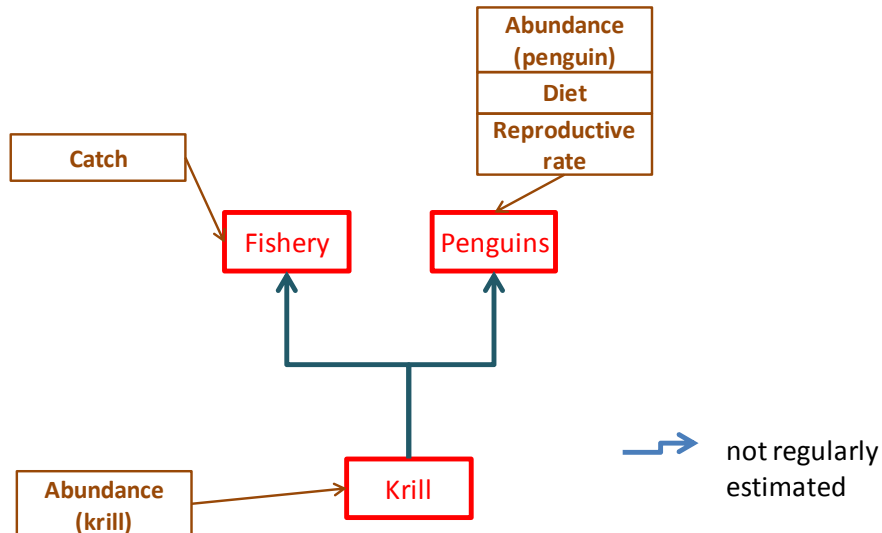 Abundance
(penguin)
Diet
Reproductive
rate
Catch
Fishery
Penguins
Krill
Abundance
(krill)
not regularly
estimated